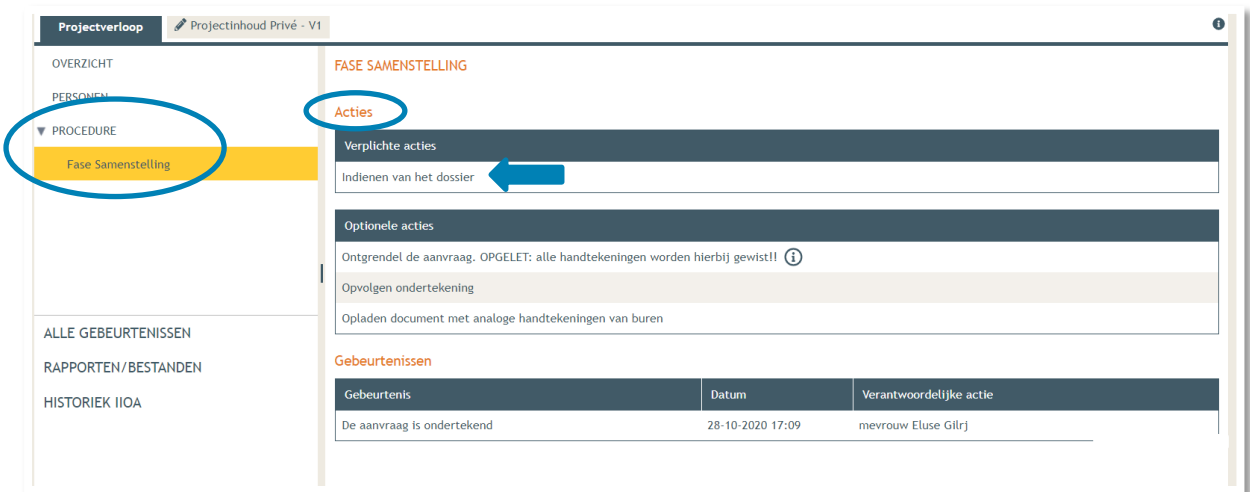 Projectverloop
Projectinhoud Privé - V1
OVERZICHT
PERSONEN
PROCEDURE
Fase Samenstelling
ALLE GEBEURTENISSEN
RAPPORTEN/BESTANDEN
HISTORIEK IIOA
FASE SAMENSTELLING
Acties
Verplichte acties
Indienen van het dossier
Optionele acties
Ontgrendel de aanvraag. OPGELET: alle handtekeningen worden hierbij gewist!!
Opvolgen ondertekening
Opladen document met analoge handtekeningen van buren
Gebeurtenissen
Gebeurtenis Datum Verantwoordelijke actie
De aanvraag is ondertekend 28-10-2020 17:09 mevrouw Eluse Gilrj